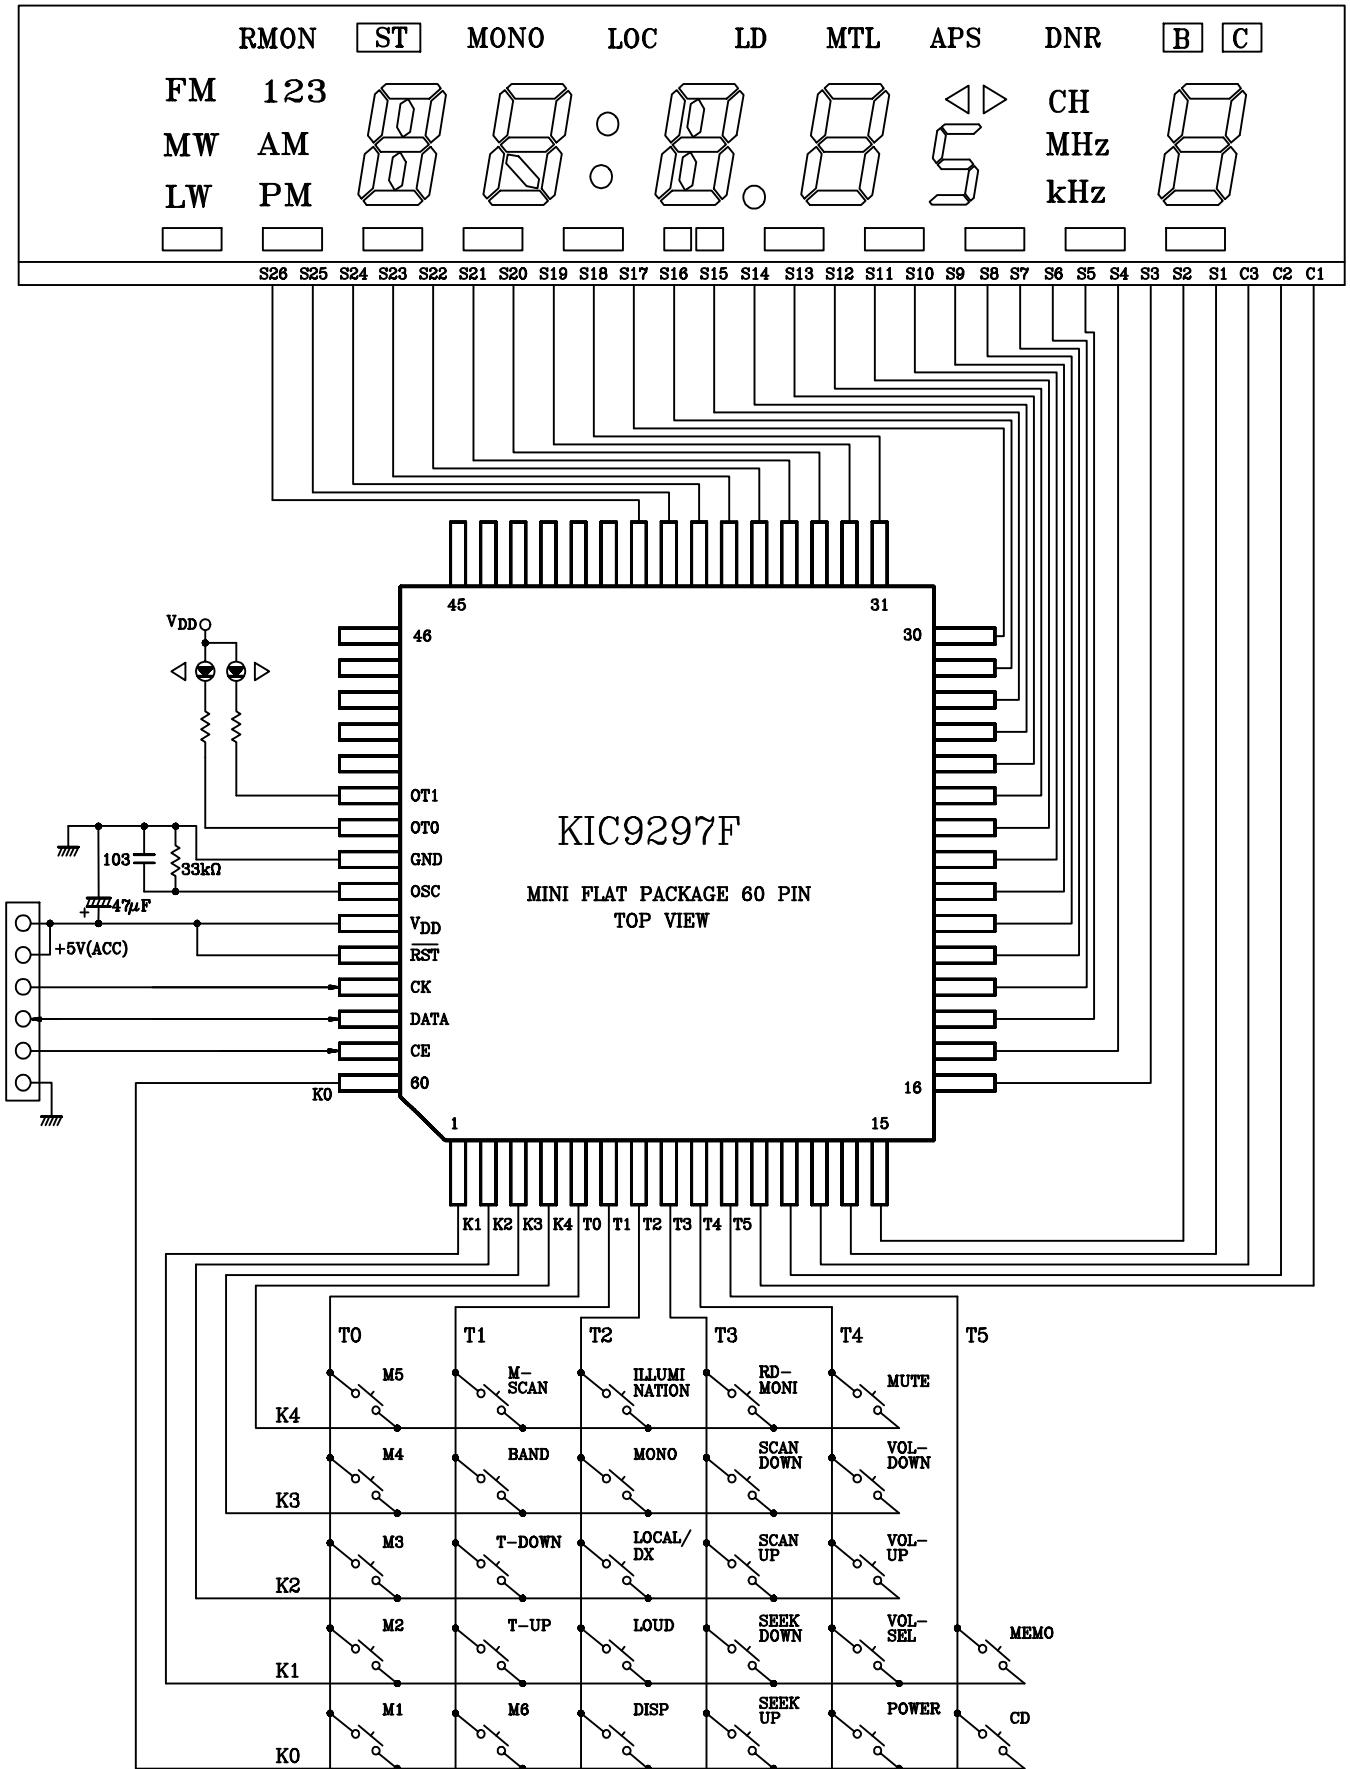 RMON ST MONO LOC LD MTL APS DNR B C
FM 123 CH
MW AM MHz
LW PM kHz
S26 S25 S24 S23 S22 S21 S20 S19 S18 S17 S16 S15 S14 S13 S12 S11 S10 S9 S8 S7 S6 S5 S4 S3 S2 S1 C3 C2 C1
45 31
46 30
VDD
OT1
OT0
GND
OSC
VDD
RST
CK
DATA
CE
60
K0
103
33kΩ
+
47μF
+5V(ACC)
KIC9297F
MINI FLAT PACKAGE 60 PIN
TOP VIEW
16
1 15
K1 K2 K3 K4 T0 T1 T2 T3 T4 T5
T0 T1 T2 T3 T4 T5
M5
M-
SCAN
ILLUMI
NATION
RD-
MONI
MUTE
K4
M4
BAND
MONO
SCAN
DOWN
VOL-
DOWN
K3
M3
T-DOWN
LOCAL/
DX
SCAN
UP
VOL-
UP
K2
M2
T-UP
LOUD
SEEK
DOWN
VOL-
SEL
MEMO
K1
M1
M6
DISP
SEEK
UP
POWER
CD
K0